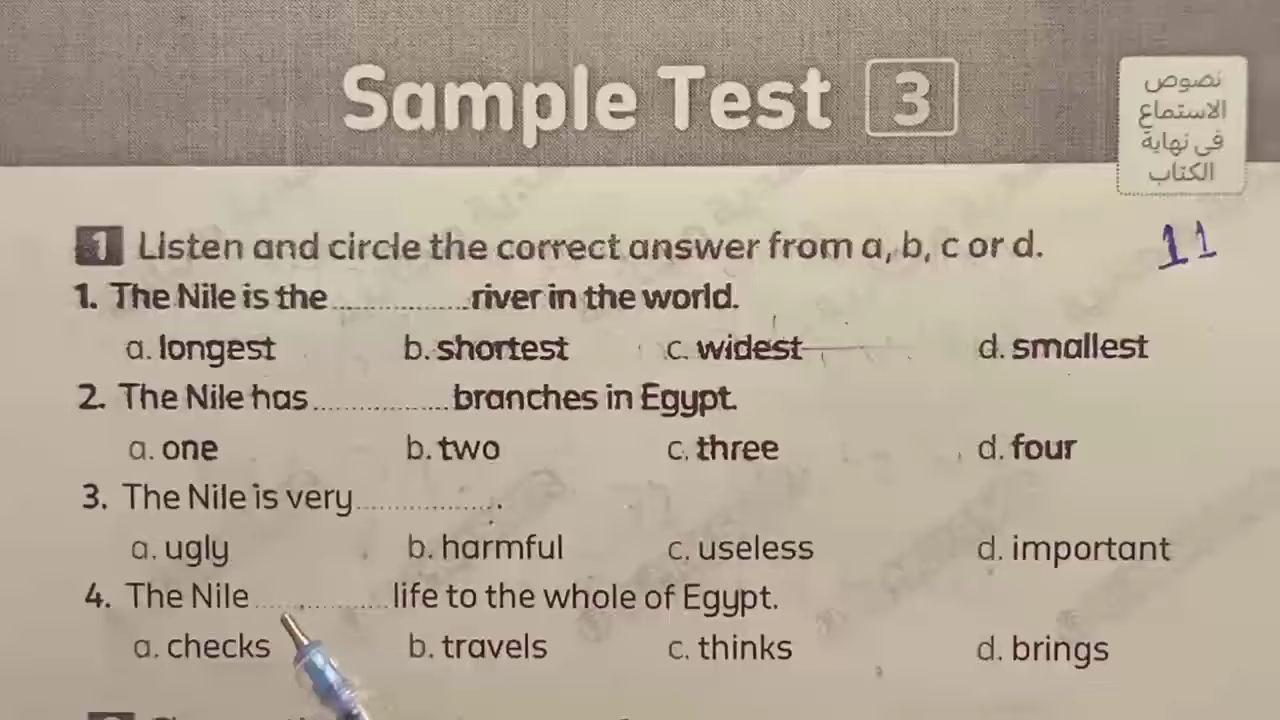 Sample Test 3
نصوص
الاستماع
فى نهاية
الكتاب
1 Listen and circle the correct answer from a, b, c or d.
11
1. The Nile is the ............... river in the world.
a. longest b. shortest c. widest d. smallest
2. The Nile has ............... branches in Egypt.
a. one b. two c. three d. four
3. The Nile is very ............... .
a. ugly b. harmful c. useless d. important
4. The Nile ............... life to the whole of Egypt.
a. checks b. travels c. thinks d. brings